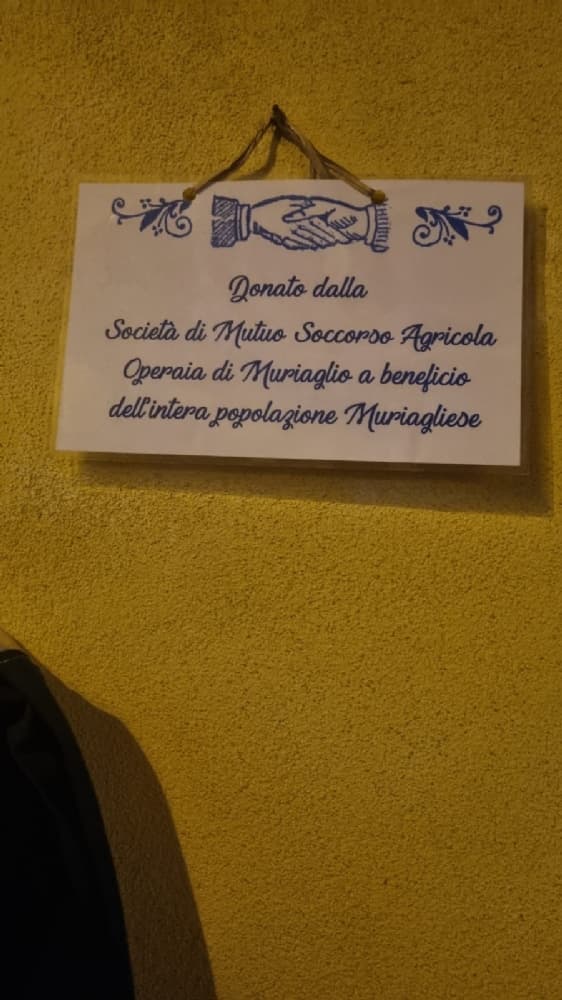 Donato dalla
Società di Mutuo Soccorso Agricola
Operaia di Muriaglio a beneficio
dell'intera popolazione Muriagliese